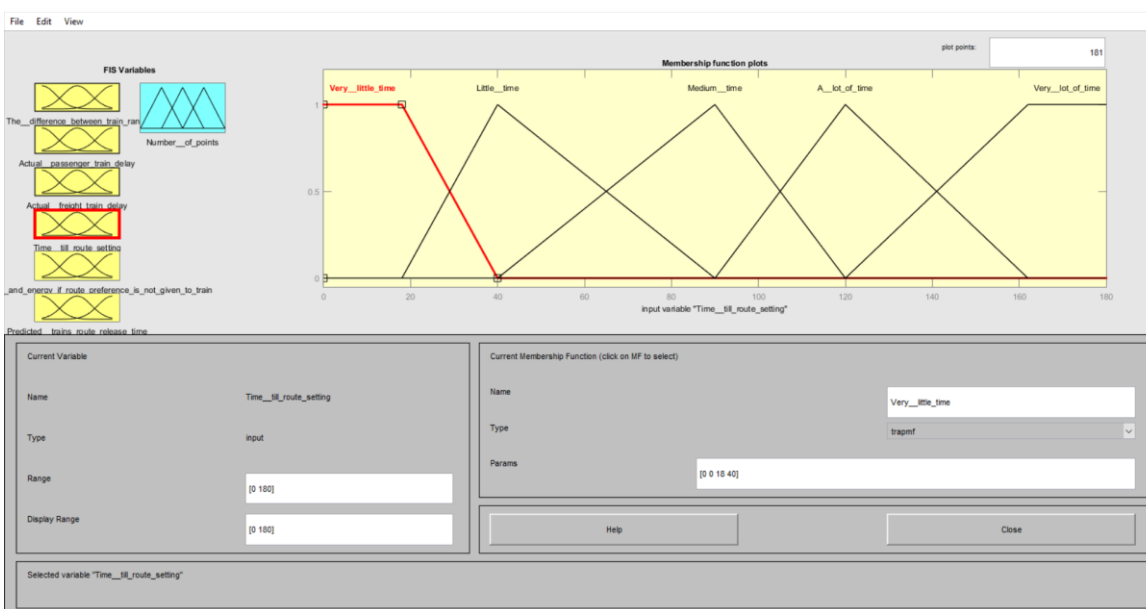 File Edit View
plot points: 181
FIS Variables
The__difference_between_train_ran
Number__of_points
Actual__passenger_train_delay
Actual__freight_train_delay
Time__till_route_setting
_and_energy_if_route_preference_is_not_given_to_train
Predicted__trains_route_release_time
Membership function plots
Very__little_time Little__time Medium__time A__lot_of_time Very__lot_of_time
1
0.5
0
0 20 40 60 80 100 120 140 160 180
input variable "Time__till_route_setting"
Current Variable
Name Time__till_route_setting
Type input
Range [0 180]
Display Range [0 180]
Current Membership Function (click on MF to select)
Name Very__little_time
Type trapmf
Params [0 0 18 40]
Help Close
Selected variable "Time__till_route_setting"